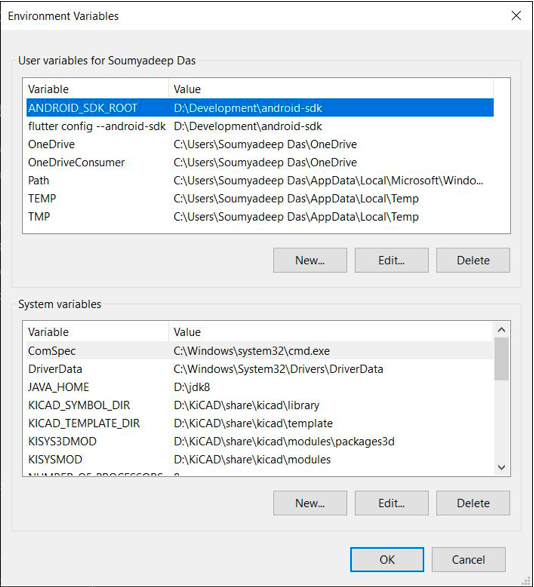 Environment Variables
User variables for Soumyadeep Das
Variable Value
ANDROID_SDK_ROOT D:\Development\android-sdk
flutter config --android-sdk D:\Development\android-sdk
OneDrive C:\Users\Soumyadeep Das\OneDrive
OneDriveConsumer C:\Users\Soumyadeep Das\OneDrive
Path C:\Users\Soumyadeep Das\AppData\Local\Microsoft\Windo...
TEMP C:\Users\Soumyadeep Das\AppData\Local\Temp
TMP C:\Users\Soumyadeep Das\AppData\Local\Temp
New... Edit... Delete
System variables
Variable Value
ComSpec C:\Windows\system32\cmd.exe
DriverData C:\Windows\System32\Drivers\DriverData
JAVA_HOME D:\jdk8
KICAD_SYMBOL_DIR D:\KiCAD\share\kicad\library
KICAD_TEMPLATE_DIR D:\KiCAD\share\kicad\template
KISYS3DMOD D:\KiCAD\share\kicad\modules\packages3d
KISYSMOD D:\KiCAD\share\kicad\modules
NUMBER_OF_PROCESSORS 8
New... Edit... Delete
OK Cancel